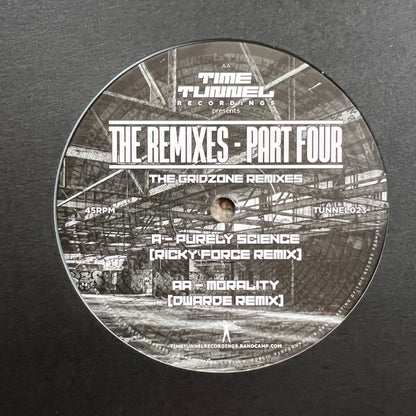 AA
TIME
TUNNEL
RECORDINGS
presents
THE REMIXES - PART FOUR
THE GRIDZONE REMIXES
45RPM
TUNNEL023
A - PURELY SCIENCE
[RICKY FORCE REMIX]
AA - MORALITY
[DWARDE REMIX]
TIMETUNNELRECORDINGS.BANDCAMP.COM